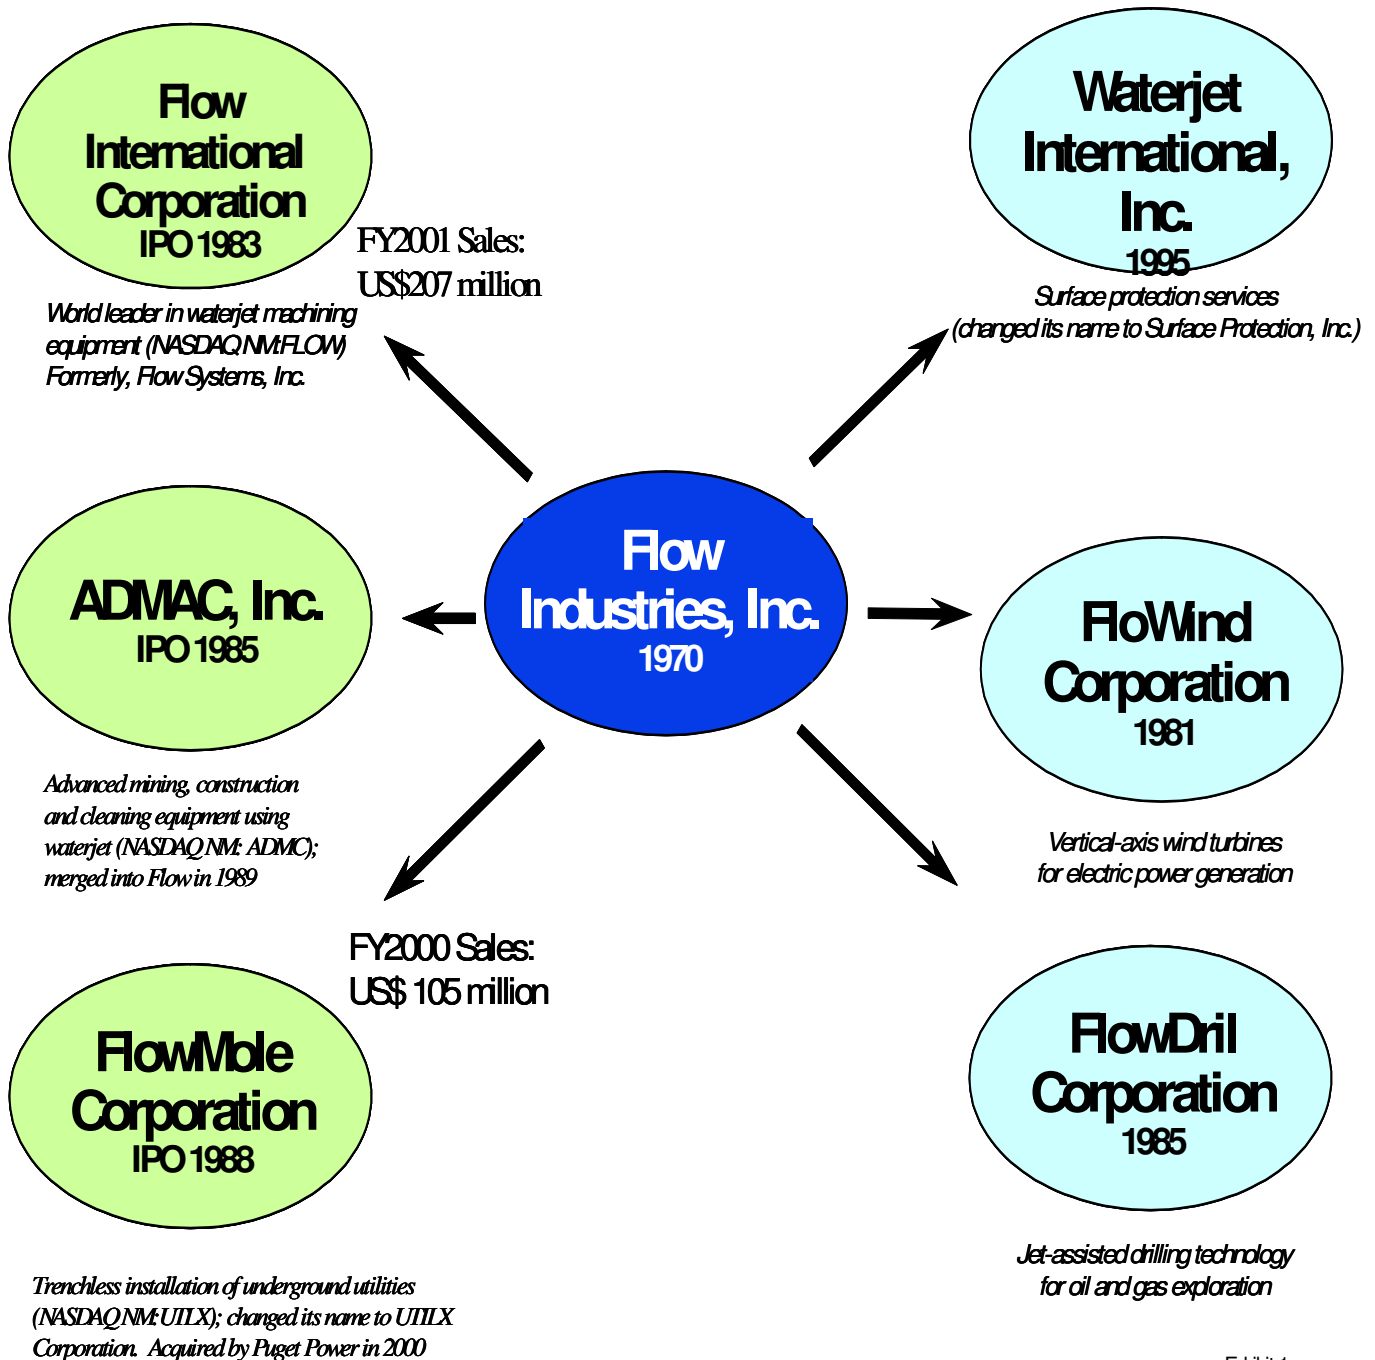 Flow
International
Corporation
IPO 1983
FY2001 Sales:
US$207 million
World leader in waterjet machining
equipment (NASDAQ NM:FLOW)
Formerly, Flow Systems, Inc.
Waterjet
International,
Inc.
1995
Surface protection services
(changed its name to Surface Protection, Inc.)
Flow
Industries, Inc.
1970
ADMAC, Inc.
IPO 1985
Advanced mining, construction
and cleaning equipment using
waterjet (NASDAQ NM: ADMC);
merged into Flow in 1989
FloWind
Corporation
1981
Vertical-axis wind turbines
for electric power generation
FY2000 Sales:
US$ 105 million
FlowMole
Corporation
IPO 1988
Trenchless installation of underground utilities
(NASDAQ NM:UTLX); changed its name to UTILX
Corporation. Acquired by Puget Power in 2000
FlowDril
Corporation
1985
Jet-assisted drilling technology
for oil and gas exploration